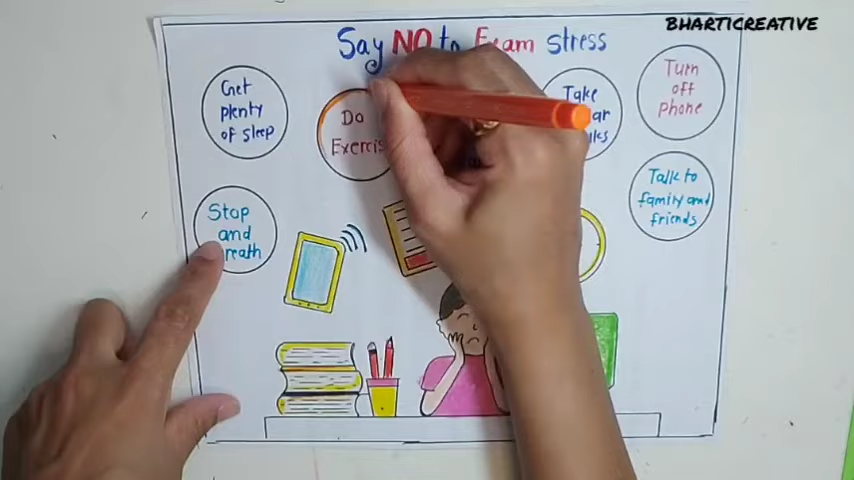 BHARTICREATIVE
Say NO to Exam stress
Get
plenty
of sleep
Do
Take
Turn
off
Phone
Stop
and
Talk to
family and
friends